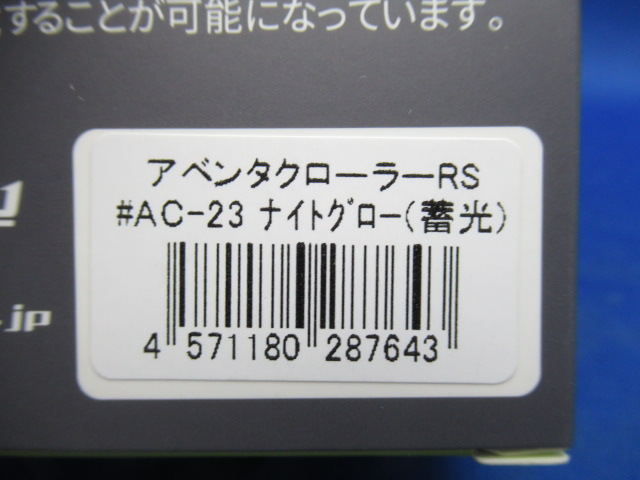 することが可能になっています。
アベンタクローラーRS
#AC-23 ナイトグロー(蓄光)
4 571180 287643
.jp